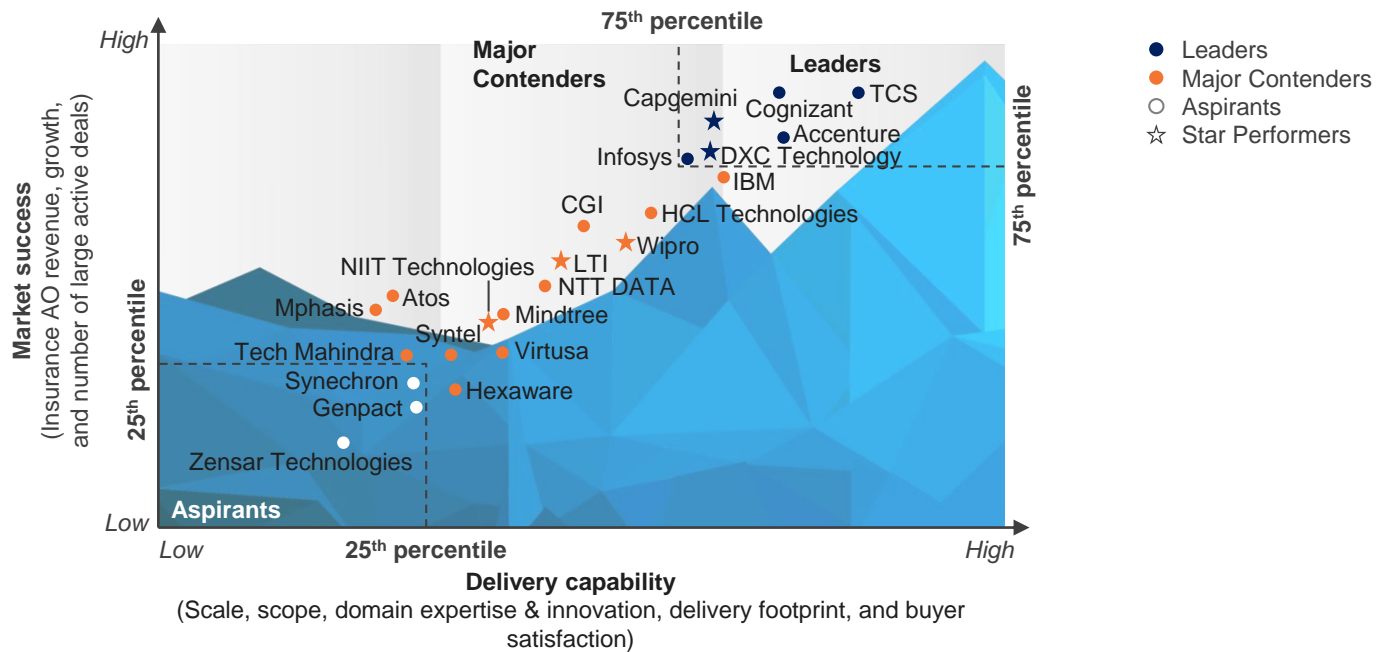 75th percentile
High
Major
Contenders
Leaders
Capgemini
Cognizant
TCS
Accenture
Infosys
DXC Technology
IBM
CGI
HCL Technologies
Wipro
NIIT Technologies
LTI
NTT DATA
Atos
Mphasis
Mindtree
Syntel
Tech Mahindra
Virtusa
Synechron
Hexaware
Genpact
Zensar Technologies
Aspirants
Low
Market success
(Insurance AO revenue, growth,
and number of large active deals)
25th percentile
75th percentile
Low
25th percentile
High
Delivery capability
(Scale, scope, domain expertise & innovation, delivery footprint, and buyer
satisfaction)
Leaders
Major Contenders
Aspirants
Star Performers